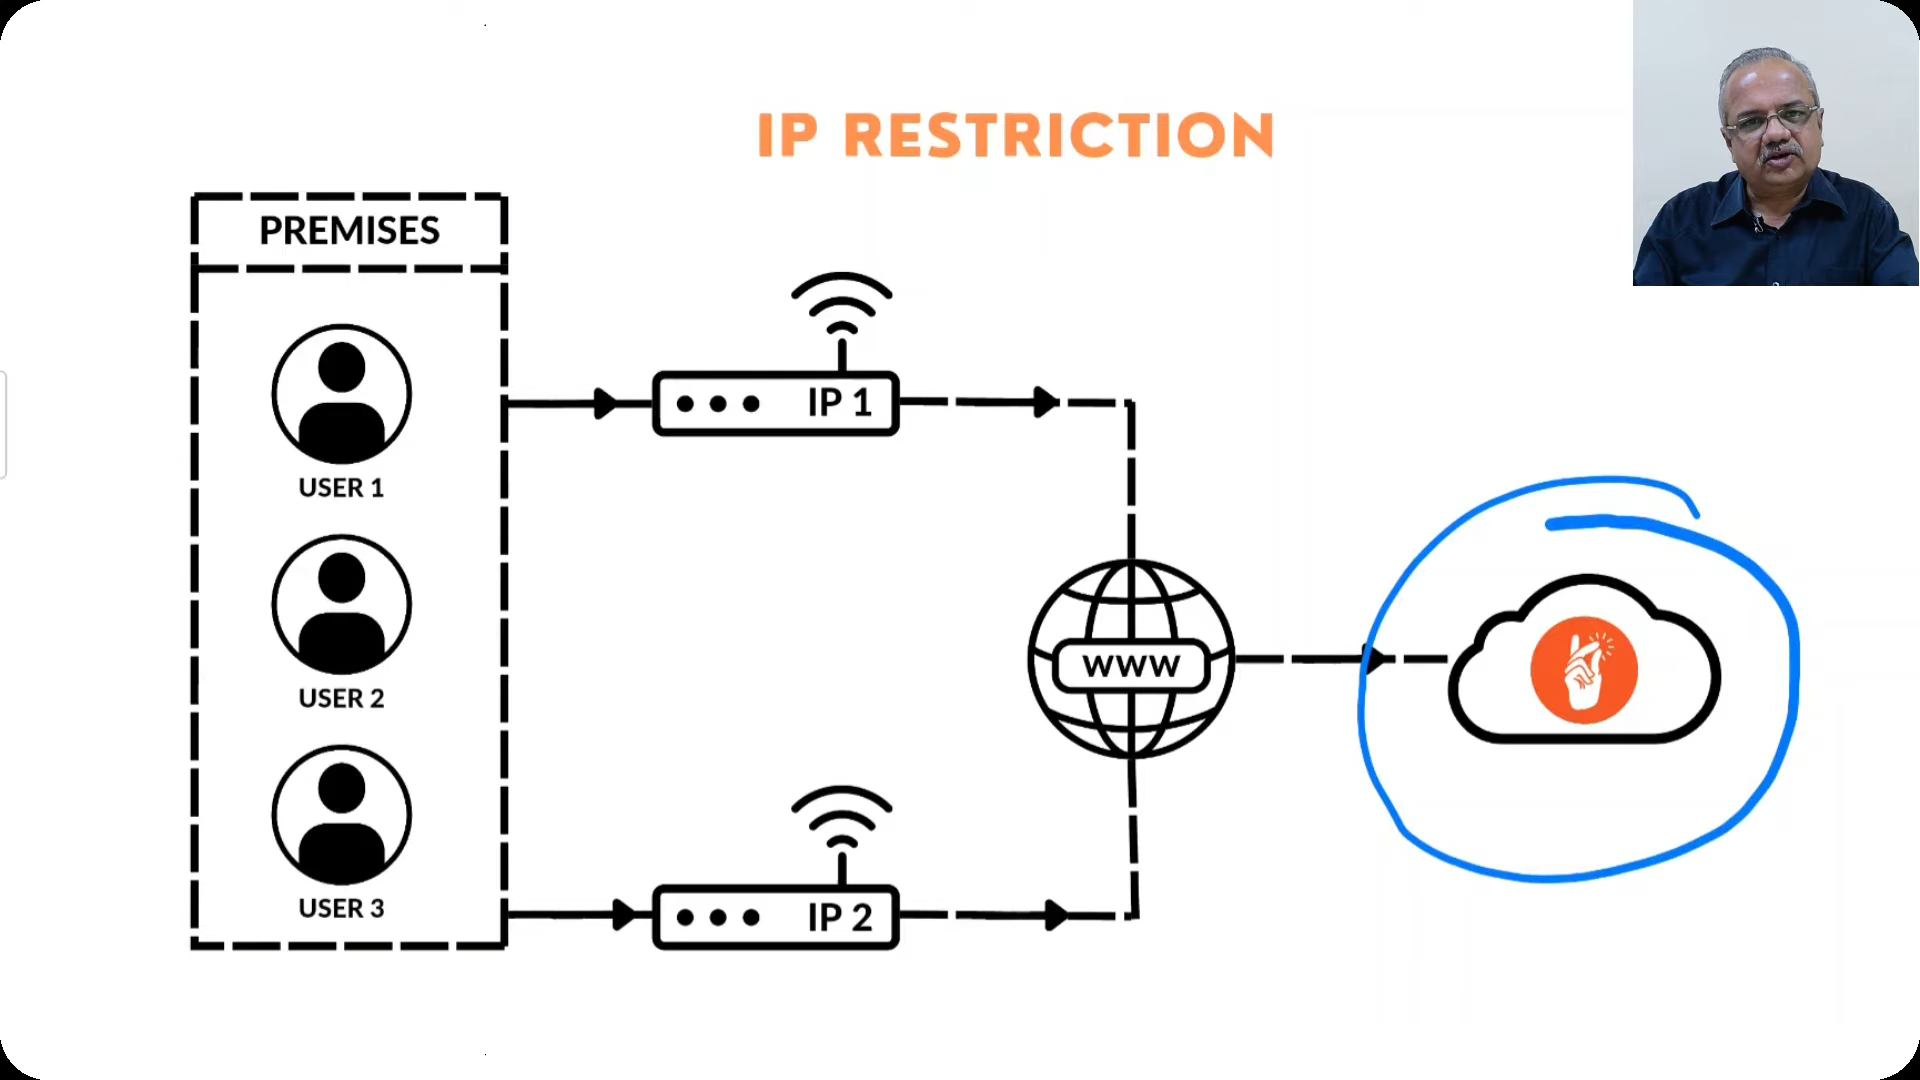 IP RESTRICTION
PREMISES
USER 1
USER 2
USER 3
IP 1
IP 2
WWW